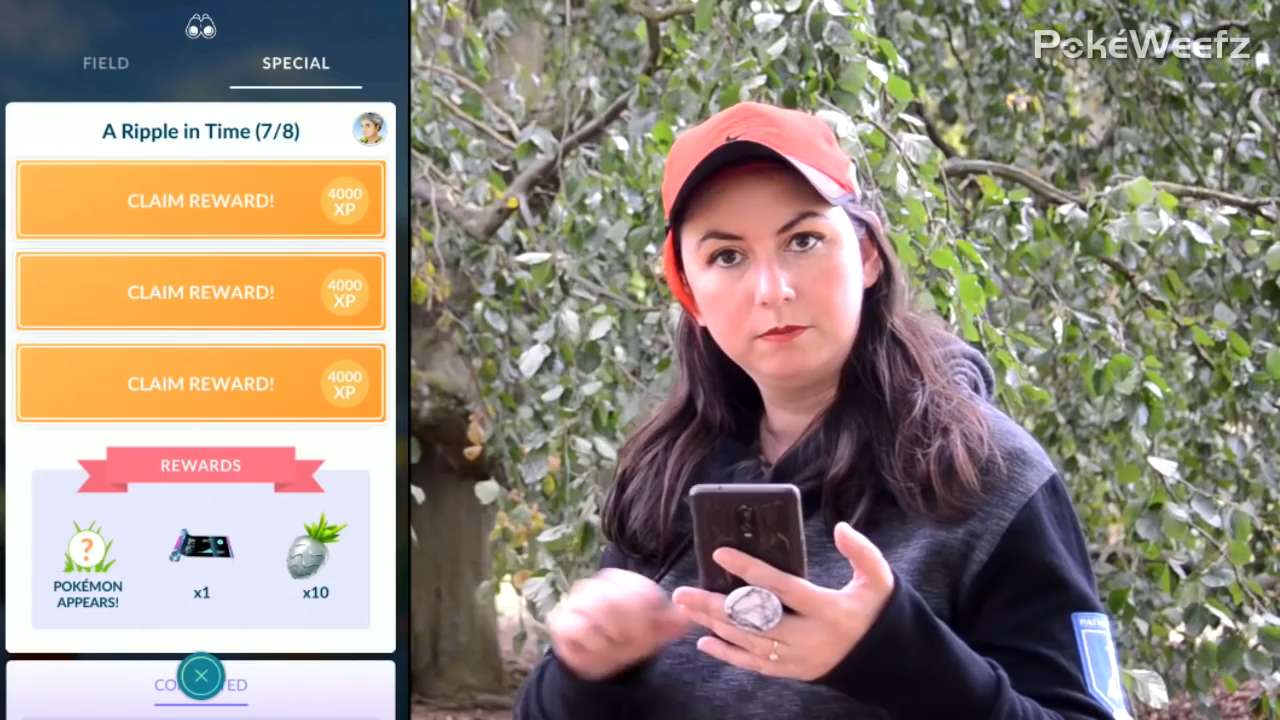 FIELD
SPECIAL
A Ripple in Time (7/8)
CLAIM REWARD!
4000
XP
CLAIM REWARD!
4000
XP
CLAIM REWARD!
4000
XP
REWARDS
?
POKÉMON
APPEARS!
x1
x10
PokéWeefz